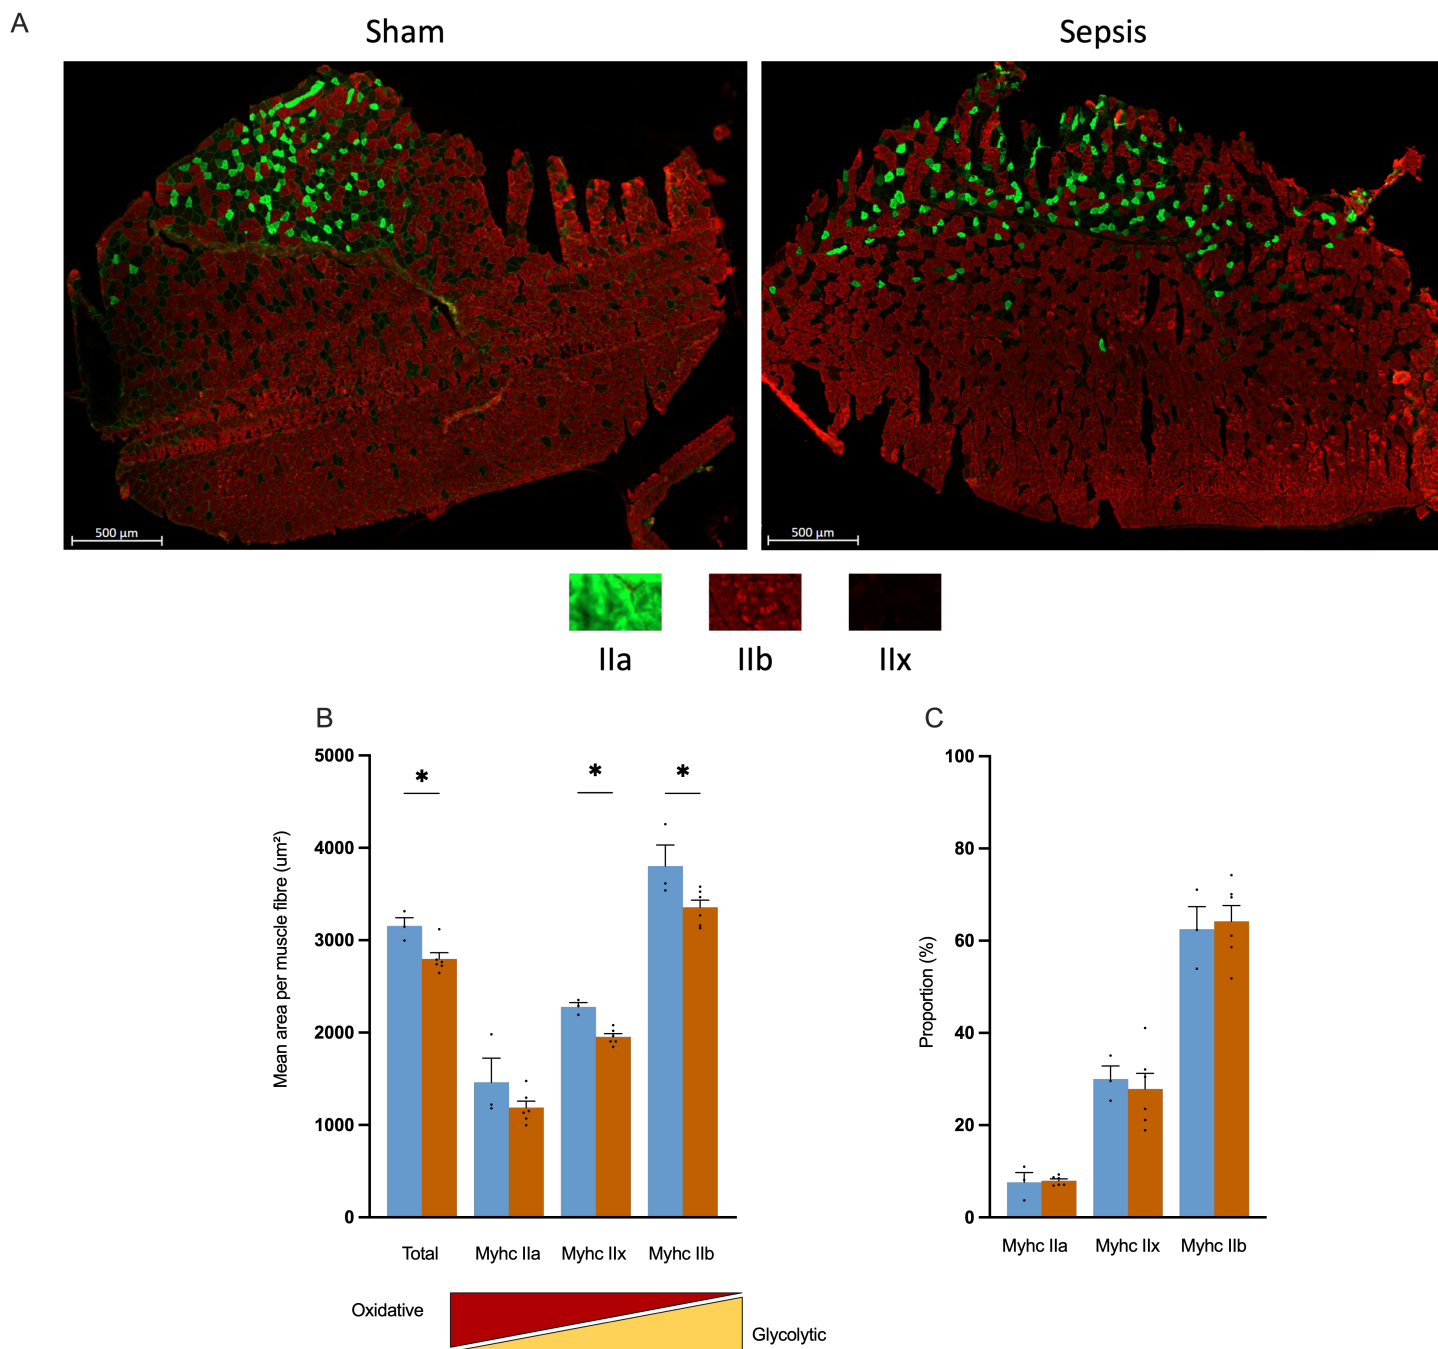 A
Sham
Sepsis
500 µm
500 µm
IIa
IIb
IIx
B
C
5000
4000
3000
2000
1000
0
Mean area per muscle fibre (um²)
*
*
*
Total
Myhc IIa
Myhc IIx
Myhc IIb
Oxidative
Glycolytic
100
80
60
40
20
0
Proportion (%)
Myhc IIa
Myhc IIx
Myhc IIb